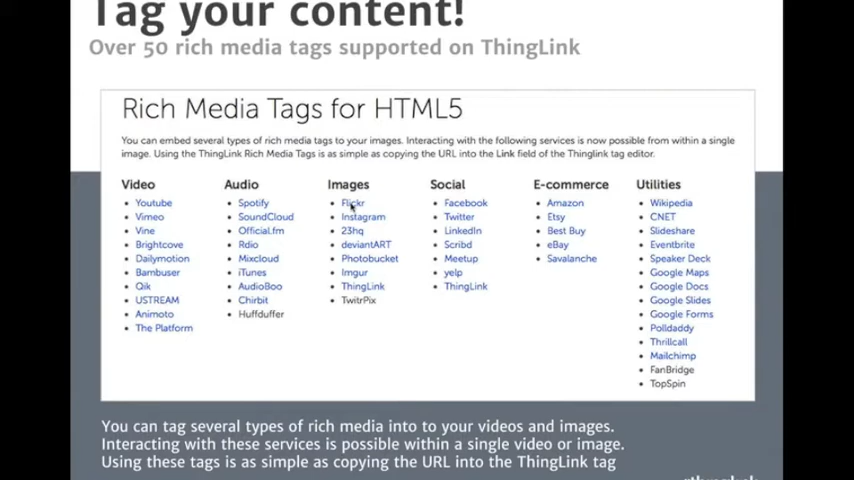 Tag your content!
Over 50 rich media tags supported on ThingLink
Rich Media Tags for HTML5
You can embed several types of rich media tags to your images. Interacting with the following services is now possible from within a single
image. Using the ThingLink Rich Media Tags is as simple as copying the URL into the Link field of the Thinglink tag editor.
Video
Youtube
Vimeo
Vine
Brightcove
Dailymotion
Bambuser
Qik
USTREAM
Animoto
The Platform
Audio
Spotify
SoundCloud
Official.fm
Rdio
Mixcloud
iTunes
AudioBoo
Chirbit
Huffduffer
Images
Flickr
Instagram
23hq
deviantART
Photobucket
Imgur
ThingLink
TwitrPix
Social
Facebook
Twitter
LinkedIn
Scribd
Meetup
yelp
ThingLink
E-commerce
Amazon
Etsy
Best Buy
eBay
Savalanche
Utilities
Wikipedia
CNET
Slideshare
Eventbrite
Speaker Deck
Google Maps
Google Docs
Google Slides
Google Forms
Polldaddy
Thrillcall
Mailchimp
FanBridge
TopSpin
You can tag several types of rich media into to your videos and images.
Interacting with these services is possible within a single video or image.
Using these tags is as simple as copying the URL into the ThingLink tag